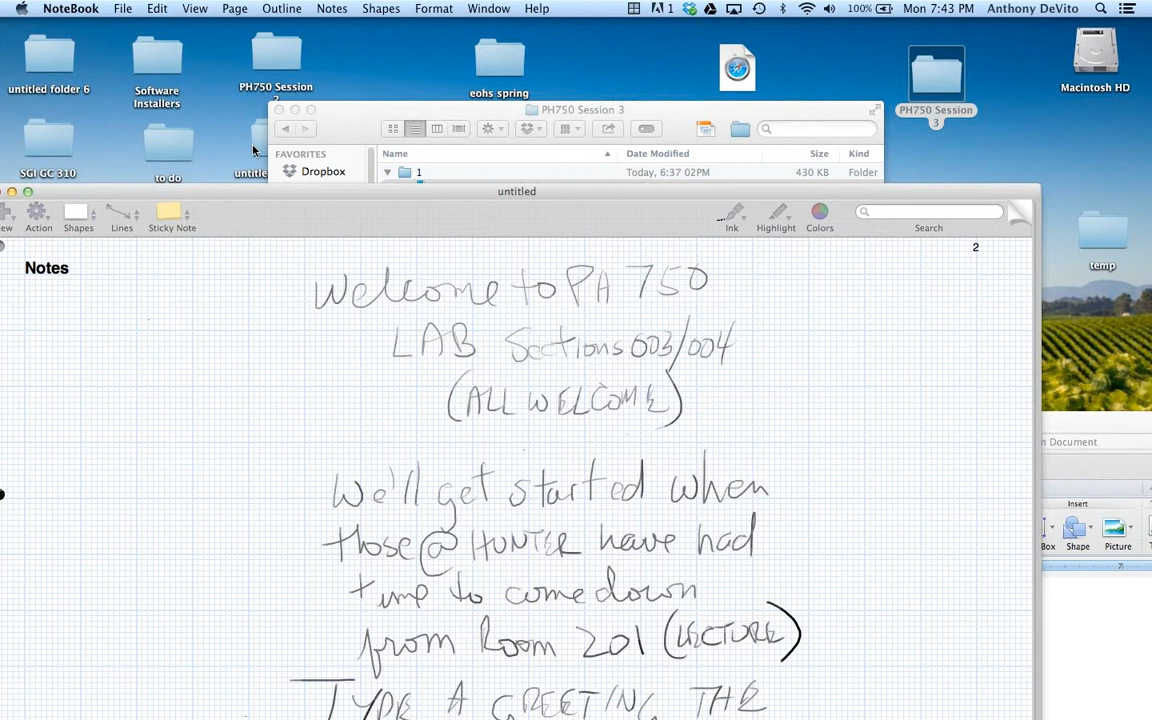 NoteBook File Edit View Page Outline Notes Shapes Format Window Help 1 100% Mon 7:43 PM Anthony DeVito
untitled folder 6
Software Installers
PH750 Session
eohs spring
PH750 Session 3
Macintosh HD
SGI GC 310
to do
PH750 Session 3
FAVORITES
Dropbox
Name Date Modified Size Kind
1 Today, 6:37 02PM 430 KB Folder
temp
untitled
Action Shapes Lines Sticky Note Ink Highlight Colors Search
2
Notes
Welcome to PH 750
LAB Sections 003/004
(ALL WELCOME)
We'll get started when
those @ HUNTER have had
time to come down
from Room 201 (LECTURE)
TYPE A GREETING THE
n Document
Insert
Box Shape Picture